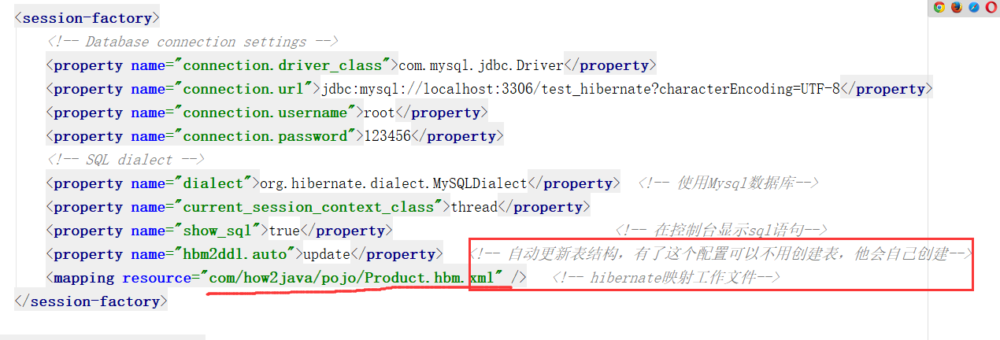 <session-factory>
<!-- Database connection settings -->
<property name="connection.driver_class">com.mysql.jdbc.Driver</property>
<property name="connection.url">jdbc:mysql://localhost:3306/test_hibernate?characterEncoding=UTF-8</property>
<property name="connection.username">root</property>
<property name="connection.password">123456</property>
<!-- SQL dialect -->
<property name="dialect">org.hibernate.dialect.MySQLDialect</property> <!-- 使用Mysql数据库-->
<property name="current_session_context_class">thread</property>
<property name="show_sql">true</property> <!-- 在控制台显示sql语句-->
<property name="hbm2ddl.auto">update</property> <!-- 自动更新表结构，有了这个配置可以不用创建表，他会自己创建-->
<mapping resource="com/how2java/pojo/Product.hbm.xml" /> <!-- hibernate映射工作文件-->
</session-factory>